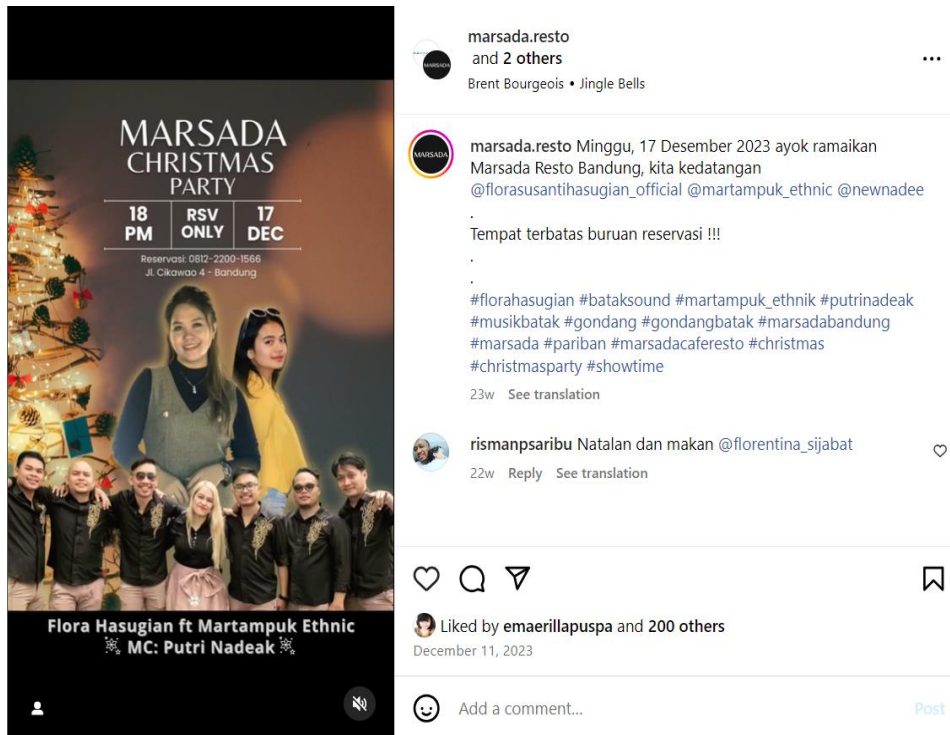 MARSADA
CHRISTMAS
PARTY
18 PM
RSV ONLY
17 DEC
Reservasi: 0812-2200-1566
Jl. Cikawao 4 - Bandung
Flora Hasugian ft Martampuk Ethnic
MC: Putri Nadeak
MARSADA
marsada.resto
and 2 others
Brent Bourgeois • Jingle Bells
MARSADA
marsada.resto Minggu, 17 Desember 2023 ayok ramaikan
Marsada Resto Bandung, kita kedatangan
@florasusantihasugian_official @martampuk_ethnic @newnadee
.
Tempat terbatas buruan reservasi !!!
.
.
#florahasugian #bataksound #martampuk_ethnik #putrinadeak
#musikbatak #gondang #gondangbatak #marsadabandung
#marsada #pariban #marsadacaferesto #christmas
#christmasparty #showtime
23w See translation
rismanpsaribu Natalan dan makan @florentina_sijabat
22w Reply See translation
Liked by emaerillapuspa and 200 others
December 11, 2023
Add a comment...
Post